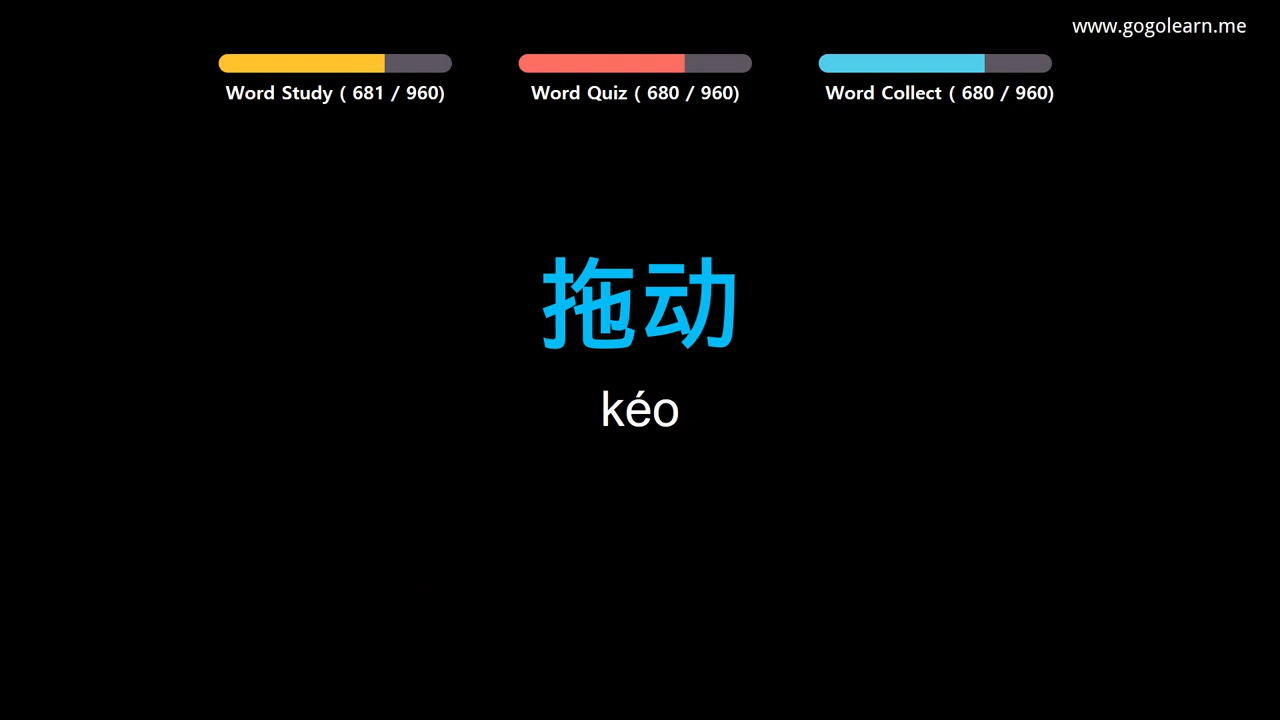 www.gogolearn.me
Word Study ( 681 / 960)
Word Quiz ( 680 / 960)
Word Collect ( 680 / 960)
拖动
kéo